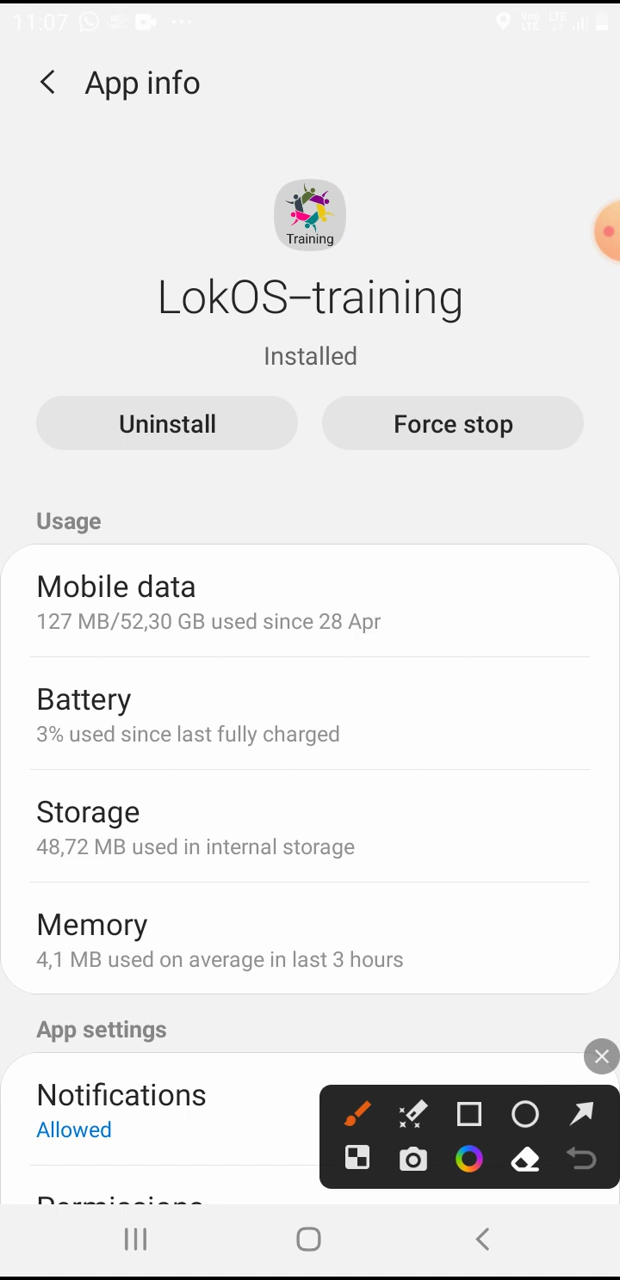 11:07
App info
Training
LokOS–training
Installed
Uninstall
Force stop
Usage
Mobile data
127 MB/52,30 GB used since 28 Apr
Battery
3% used since last fully charged
Storage
48,72 MB used in internal storage
Memory
4,1 MB used on average in last 3 hours
App settings
Notifications
Allowed
Permissions